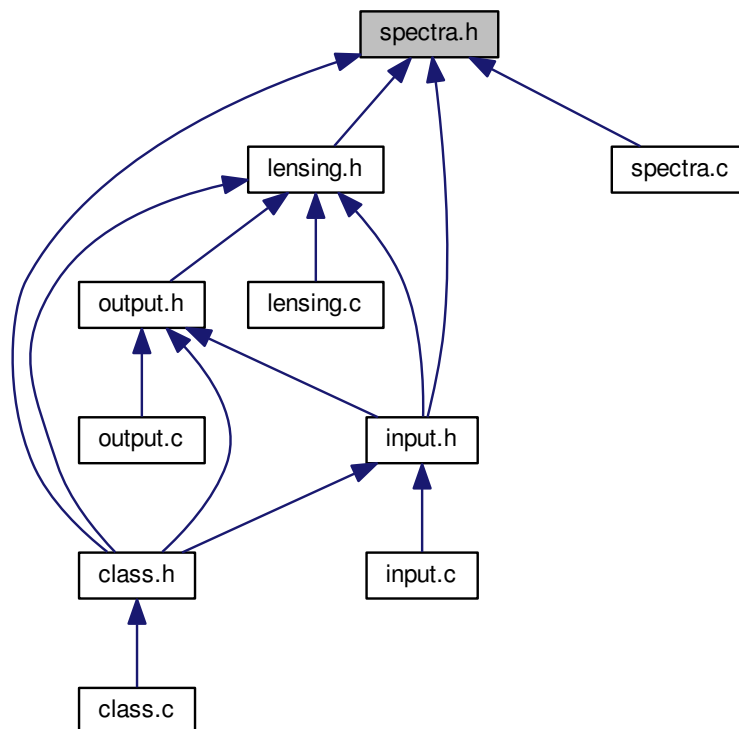 spectra.h
lensing.h
spectra.c
output.h
lensing.c
output.c
input.h
class.h
input.c
class.c